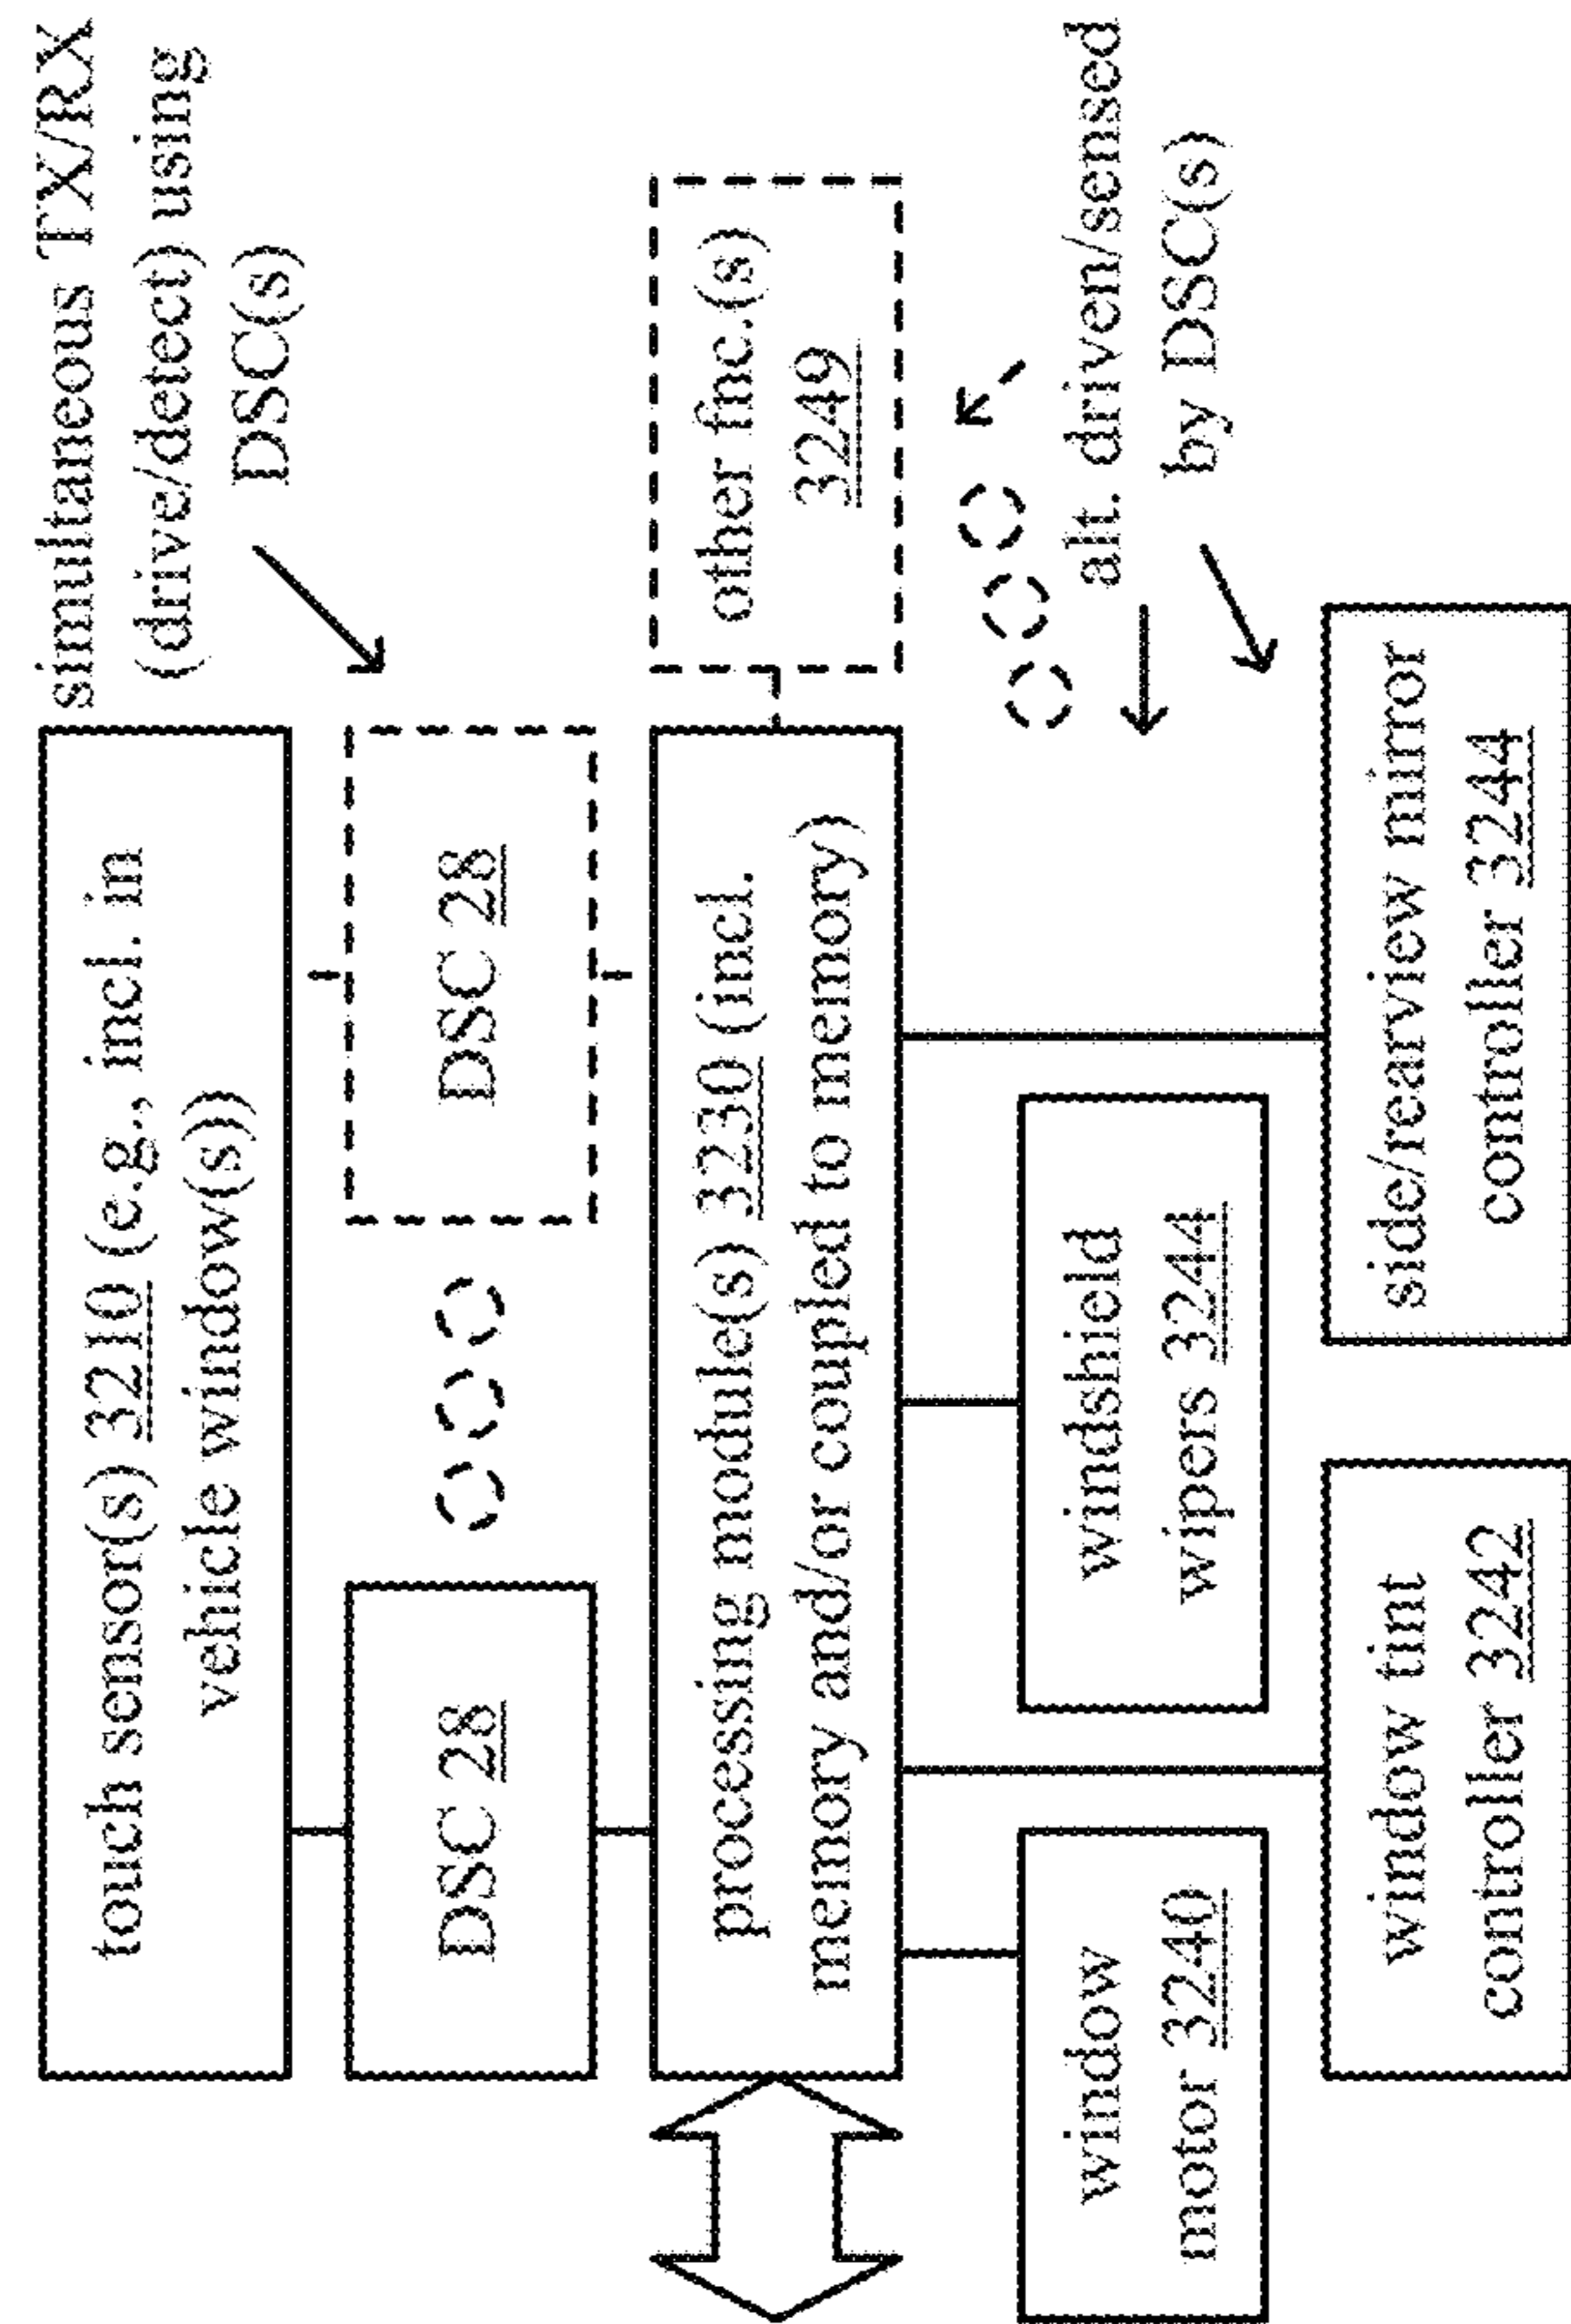 simultaneous TX/RX
(drive/detect) using
DSC(s)
touch sensor(s) 3210 (e.g., incl. in
vehicle window(s))
DSC 28
DSC 28
processing module(s) 3230 (incl.
memory and/or coupled to memory)
other fnc.(s)
3249
alt. driven/sensed
by DSC(s)
window
motor 3240
windshield
wipers 3244
window tint
controller 3242
side/rearview mirror
controller 3244